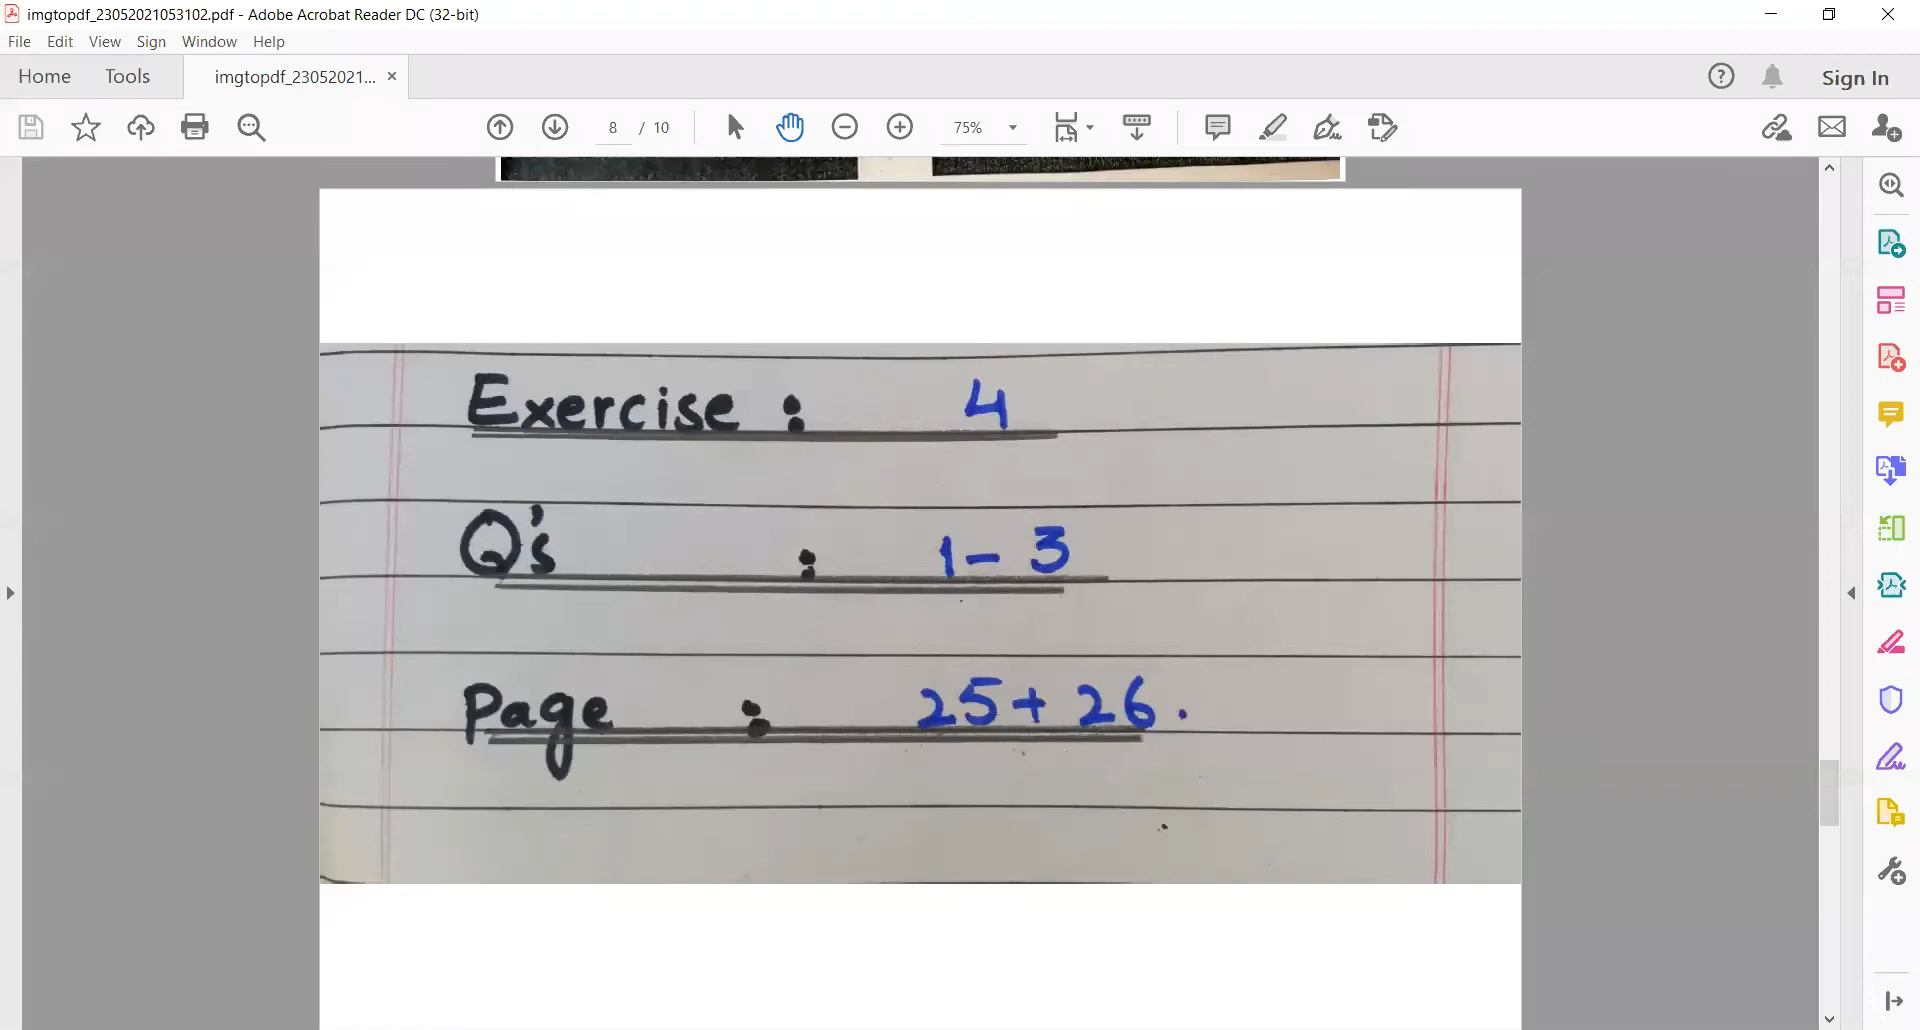 imgtopdf_23052021053102.pdf - Adobe Acrobat Reader DC (32-bit)
File Edit View Sign Window Help
Home Tools imgtopdf_23052021... ×
Sign In
8 / 10 75%
Exercise : 4
Q's : 1 - 3
Page : 25 + 26 .